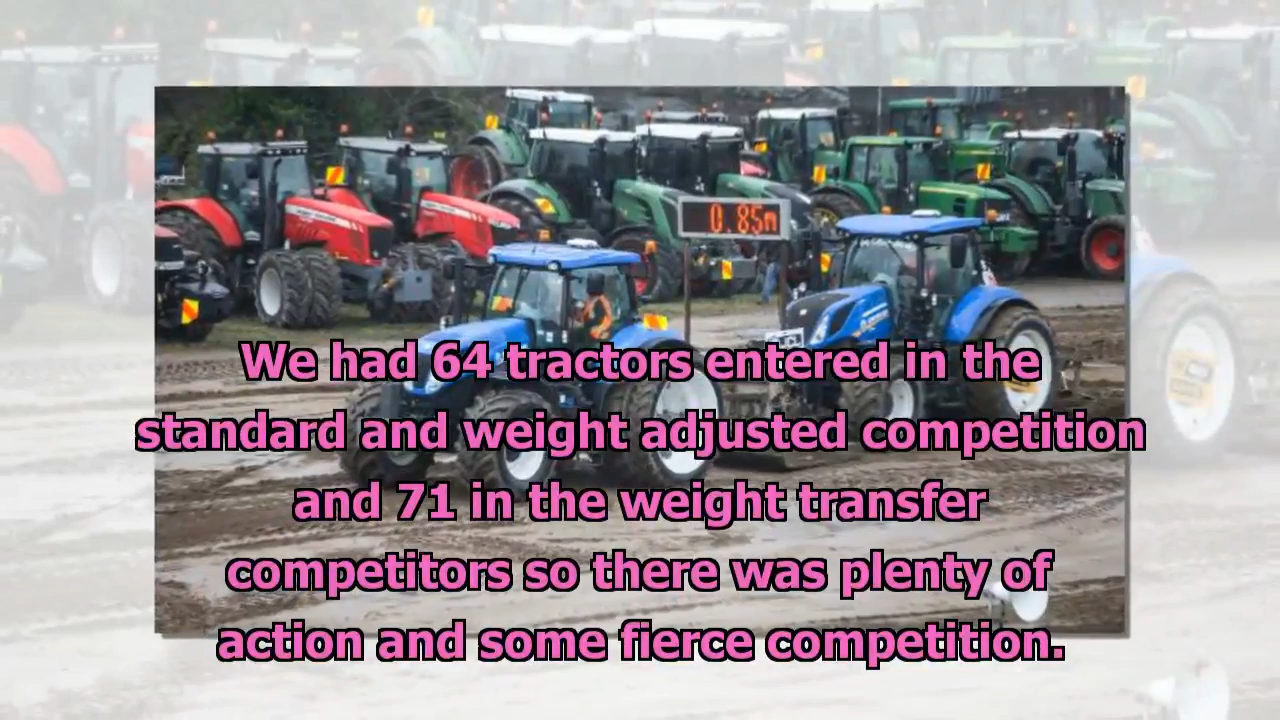 0.85m
We had 64 tractors entered in the
standard and weight adjusted competition
and 71 in the weight transfer
competitors so there was plenty of
action and some fierce competition.